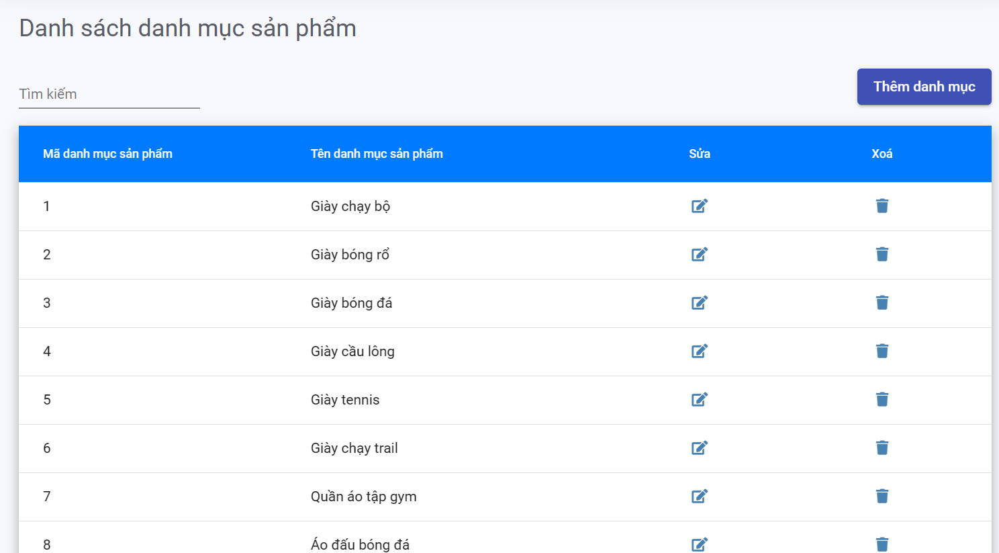 Danh sách danh mục sản phẩm
Tìm kiếm
Thêm danh mục
Mã danh mục sản phẩm Tên danh mục sản phẩm Sửa Xoá
1 Giày chạy bộ
2 Giày bóng rổ
3 Giày bóng đá
4 Giày cầu lông
5 Giày tennis
6 Giày chạy trail
7 Quần áo tập gym
8 Áo đấu bóng đá